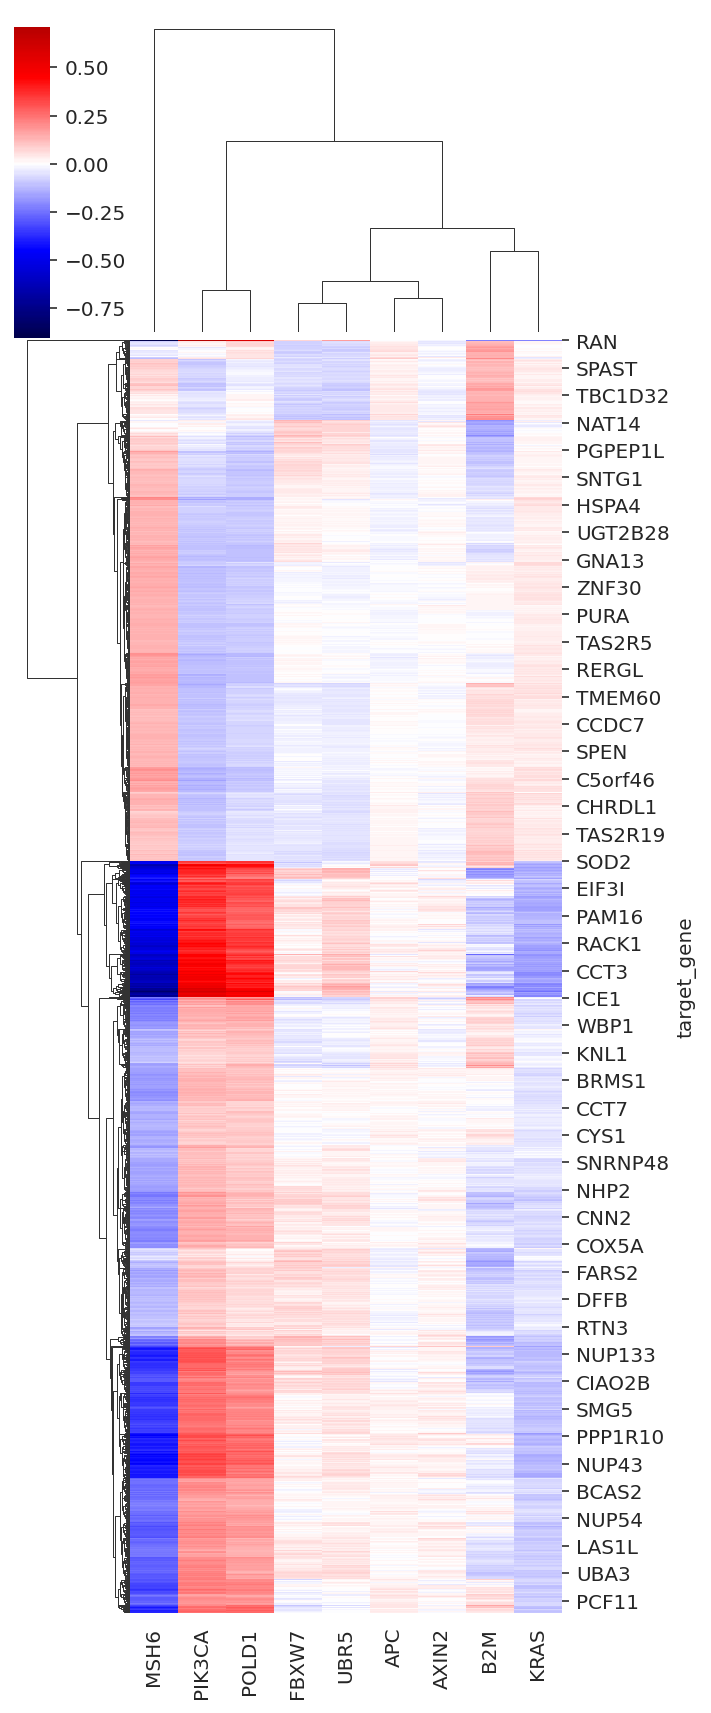 0.50
0.25
0.00
−0.25
−0.50
−0.75
RAN
SPAST
TBC1D32
NAT14
PGPEP1L
SNTG1
HSPA4
UGT2B28
GNA13
ZNF30
PURA
TAS2R5
RERGL
TMEM60
CCDC7
SPEN
C5orf46
CHRDL1
TAS2R19
SOD2
EIF3I
PAM16
RACK1
CCT3
ICE1
WBP1
KNL1
BRMS1
CCT7
CYS1
SNRNP48
NHP2
CNN2
COX5A
FARS2
DFFB
RTN3
NUP133
CIAO2B
SMG5
PPP1R10
NUP43
BCAS2
NUP54
LAS1L
UBA3
PCF11
target_gene
MSH6
PIK3CA
POLD1
FBXW7
UBR5
APC
AXIN2
B2M
KRAS